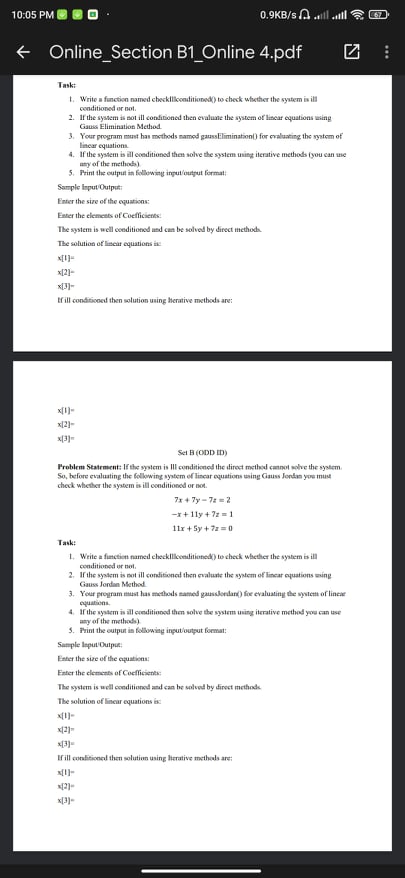 10:05 PM
0.9KB/s
67
Online_Section B1_Online 4.pdf
Task:
1. Write a function named checkIllconditioned() to check whether the system is ill
conditioned or not.
2. If the system is not ill conditioned then evaluate the system of linear equations using
Gauss Elimination Method.
3. Your program must has methods named gaussElimination() for evaluating the system of
linear equations.
4. If the system is ill conditioned then solve the system using iterative methods (you can use
any of the methods).
5. Print the output in following input/output format:
Sample Input/Output:
Enter the size of the equations:
Enter the elements of Coefficients:
The system is well conditioned and can be solved by direct methods.
The solution of linear equations is:
x[1]=
x[2]=
x[3]=
If ill conditioned then solution using Iterative methods are:
x[1]=
x[2]=
x[3]=
Set B (ODD ID)
Problem Statement: If the system is Ill conditioned the direct method cannot solve the system.
So, before evaluating the following system of linear equations using Gauss Jordan you must
check whether the system is ill conditioned or not.
7x + 7y − 7z = 2
−x + 11y + 7z = 1
11x + 5y + 7z = 0
Task:
1. Write a function named checkIllconditioned() to check whether the system is ill
conditioned or not.
2. If the system is not ill conditioned then evaluate the system of linear equations using
Gauss Jordan Method.
3. Your program must has methods named gaussJordan() for evaluating the system of linear
equations.
4. If the system is ill conditioned then solve the system using iterative method you can use
any of the methods).
5. Print the output in following input/output format:
Sample Input/Output:
Enter the size of the equations:
Enter the elements of Coefficients:
The system is well conditioned and can be solved by direct methods.
The solution of linear equations is:
x[1]=
x[2]=
x[3]=
If ill conditioned then solution using Iterative methods are:
x[1]=
x[2]=
x[3]=